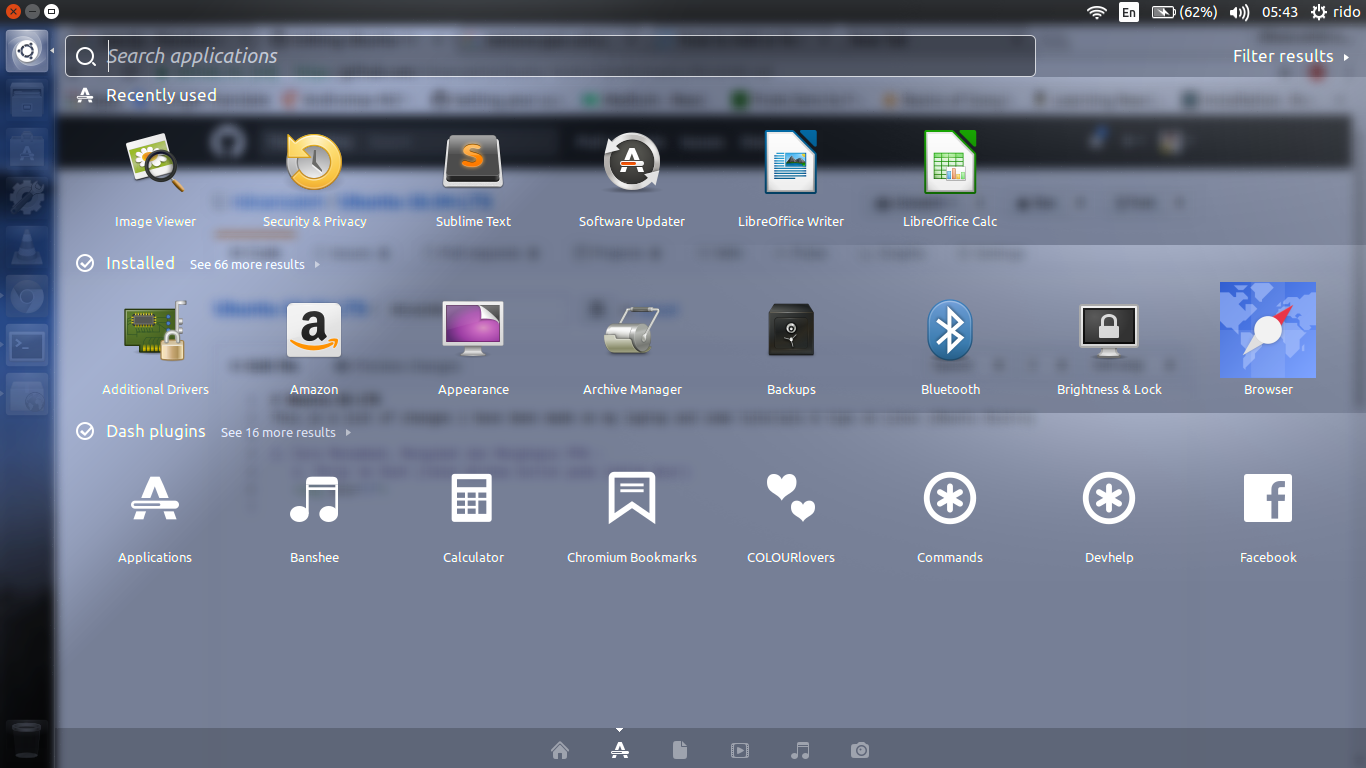 En (62%) 05:43 rido
Search applications
Filter results
Recently used
Image Viewer Security & Privacy Sublime Text Software Updater LibreOffice Writer LibreOffice Calc
Installed See 66 more results
Additional Drivers Amazon Appearance Archive Manager Backups Bluetooth Brightness & Lock Browser
Dash plugins See 16 more results
Applications Banshee Calculator Chromium Bookmarks COLOURlovers Commands Devhelp Facebook